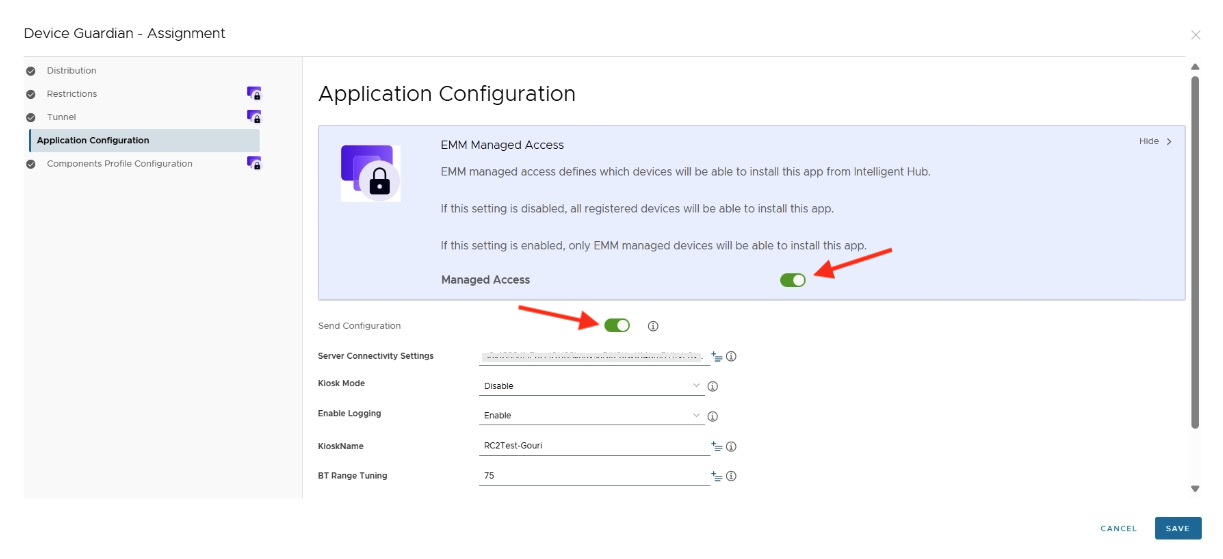 Device Guardian - Assignment
Distribution
Restrictions
Tunnel
Application Configuration
Components Profile Configuration
Application Configuration
EMM Managed Access
Hide
EMM managed access defines which devices will be able to install this app from Intelligent Hub.
If this setting is disabled, all registered devices will be able to install this app.
If this setting is enabled, only EMM managed devices will be able to install this app.
Managed Access
Send Configuration
Server Connectivity Settings
Kiosk Mode Disable
Enable Logging Enable
KioskName RC2Test-Gouri
BT Range Tuning 75
CANCEL SAVE